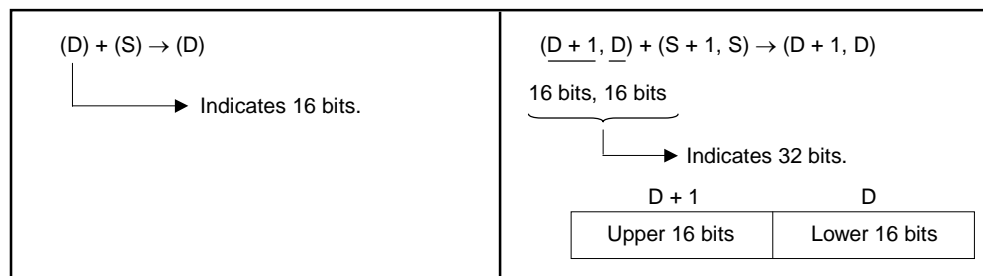 (D) + (S) → (D)
Indicates 16 bits.
(D + 1, D) + (S + 1, S) → (D + 1, D)
16 bits, 16 bits
Indicates 32 bits.
D + 1 D
Upper 16 bits Lower 16 bits